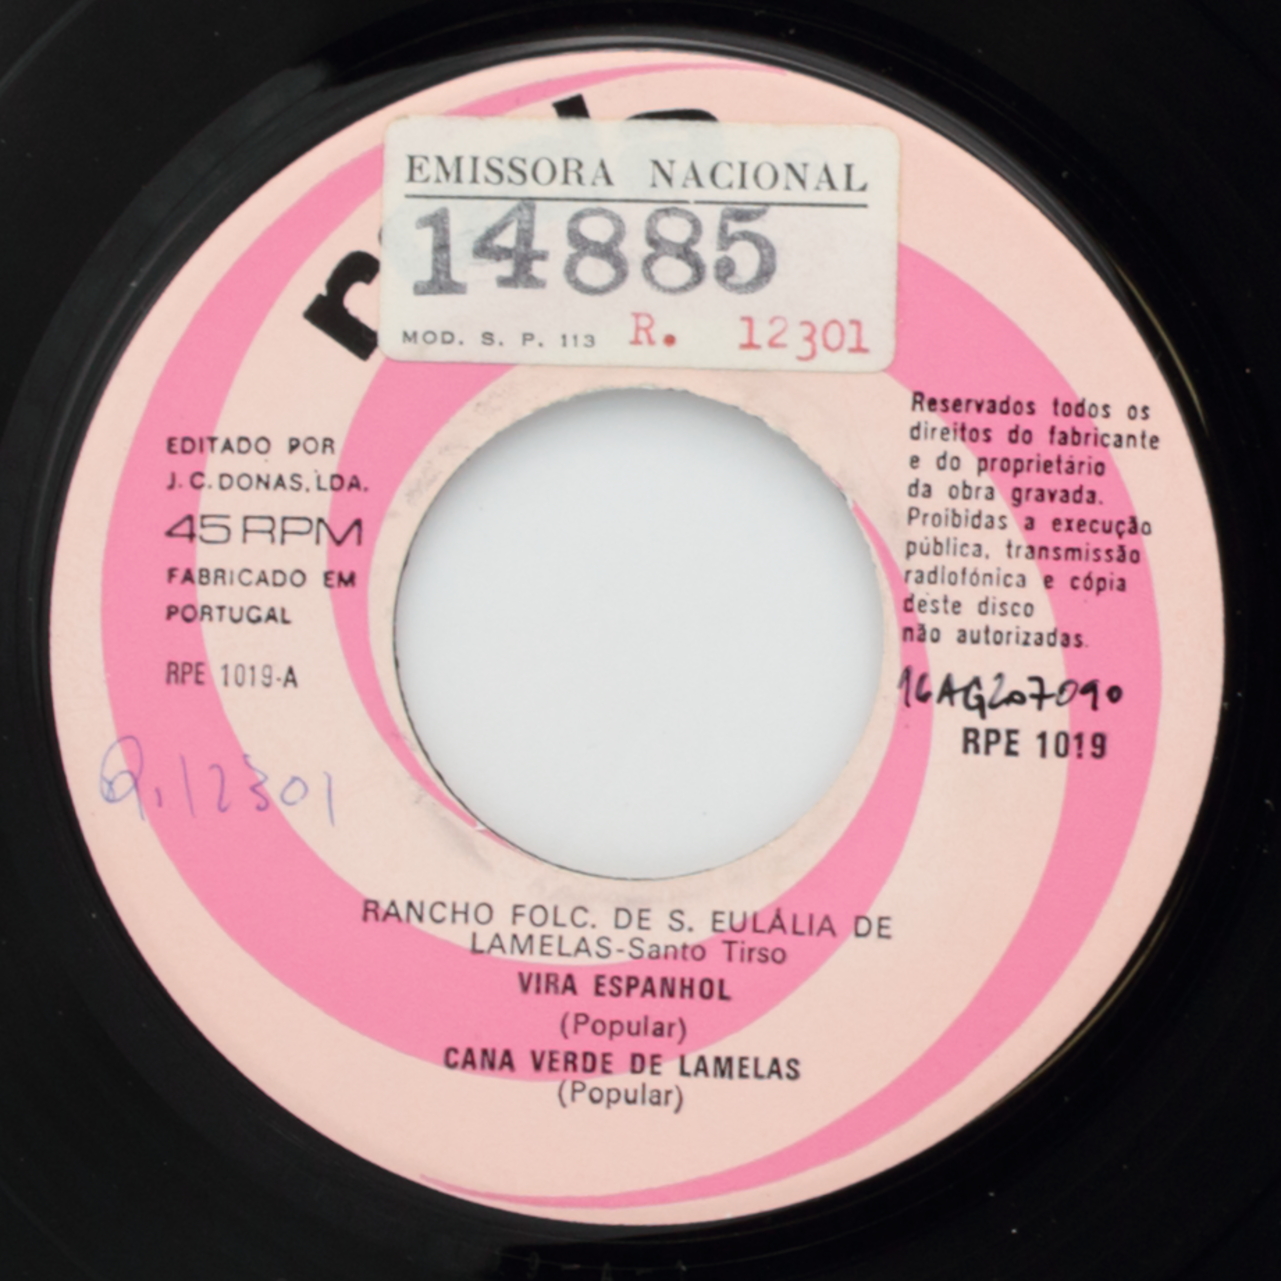 EMISSORA NACIONAL
14885
MOD. S. P. 113 R. 12301
EDITADO POR
J. C. DONAS, LDA.
45 RPM
FABRICADO EM
PORTUGAL
RPE 1019-A
Reservados todos os
direitos do fabricante
e do proprietário
da obra gravada.
Proibidas a execução
pública, transmissão
radiofónica e cópia
deste disco
não autorizadas.
RPE 1019
12301
RANCHO FOLC. DE S. EULÁLIA DE
LAMELAS-Santo Tirso
VIRA ESPANHOL
(Popular)
CANA VERDE DE LAMELAS
(Popular)